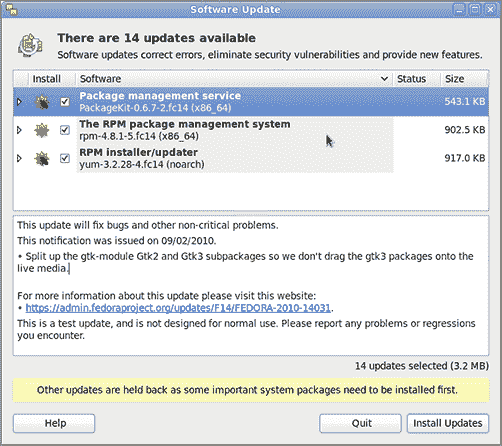 Software Update
There are 14 updates available
Software updates correct errors, eliminate security vulnerabilities and provide new features.
Install Software Status Size
Package management service
PackageKit-0.6.7-2.fc14 (x86_64) 543.1 KB
The RPM package management system
rpm-4.8.1-5.fc14 (x86_64) 902.5 KB
RPM installer/updater
yum-3.2.28-4.fc14 (noarch) 917.0 KB
This update will fix bugs and other non-critical problems.
This notification was issued on 09/02/2010.
• Split up the gtk-module Gtk2 and Gtk3 subpackages so we don't drag the gtk3 packages onto the
live media.
For more information about this update please visit this website:
• https://admin.fedoraproject.org/updates/F14/FEDORA-2010-14031.
This is a test update, and is not designed for normal use. Please report any problems or regressions
you encounter.
14 updates selected (3.2 MB)
Other updates are held back as some important system packages need to be installed first.
Help Quit Install Updates